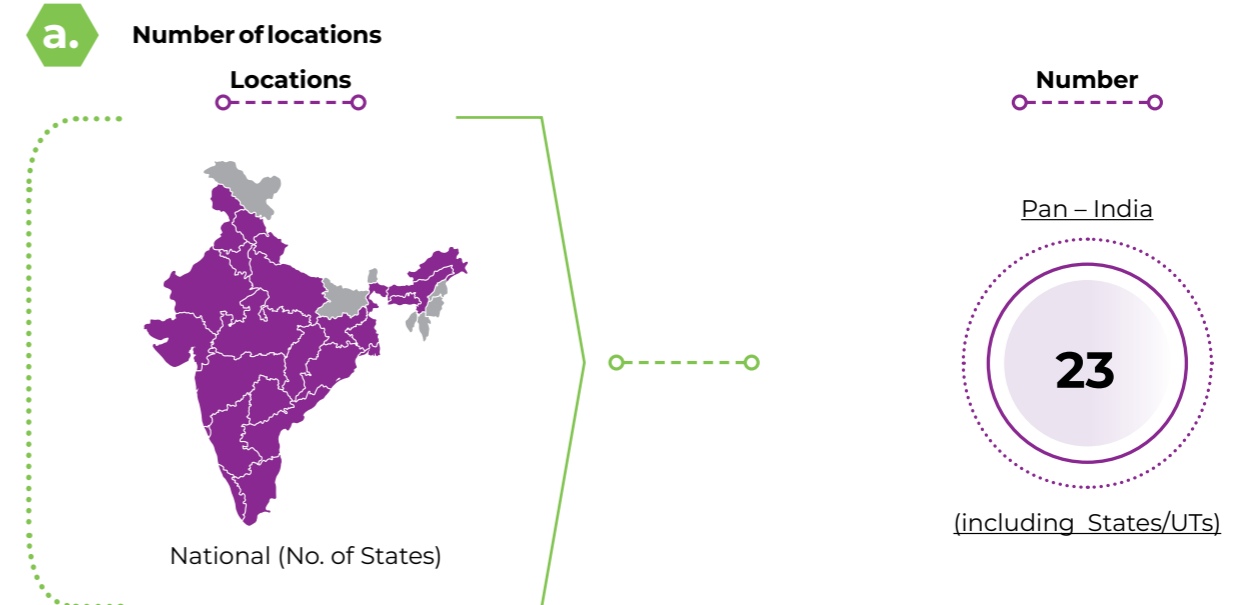 a.
Number of locations
Locations
Number
Pan – India
23
National (No. of States)
(including States/UTs)